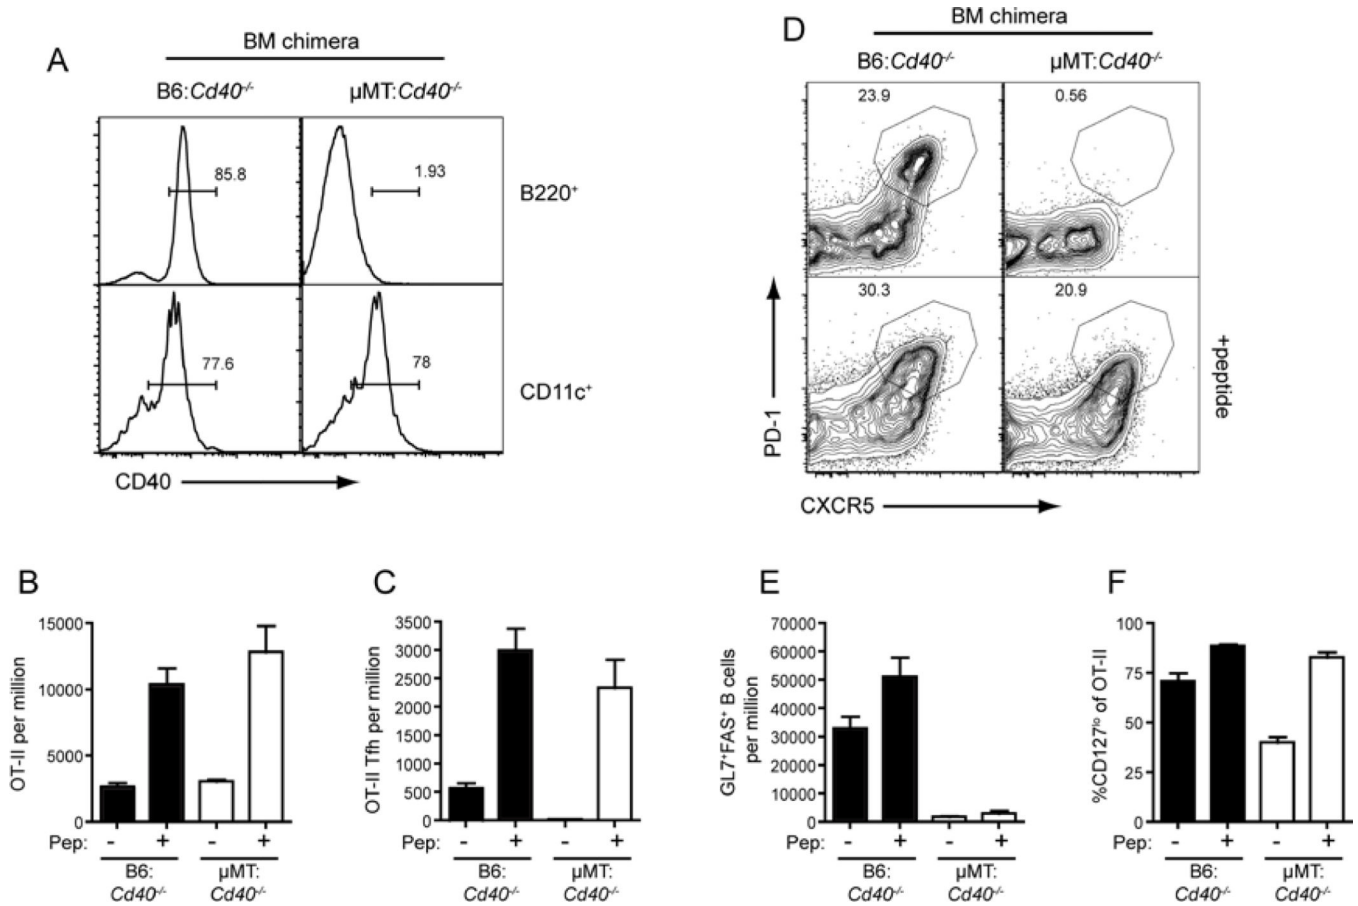 A
BM chimera
B6:Cd40-/-
µMT:Cd40-/-
85.8
1.93
B220+
77.6
78
CD11c+
CD40
D
BM chimera
B6:Cd40-/-
µMT:Cd40-/-
23.9
0.56
30.3
20.9
+peptide
PD-1
CXCR5
B
OT-II per million
15000
10000
5000
0
Pep: - + - +
B6: µMT:
Cd40-/- Cd40-/-
C
OT-II Tfh per million
3500
3000
2500
2000
1500
1000
500
0
Pep: - + - +
B6: µMT:
Cd40-/- Cd40-/-
E
GL7+FAS+ B cells
per million
70000
60000
50000
40000
30000
20000
10000
0
Pep: - + - +
B6: µMT:
Cd40-/- Cd40-/-
F
%CD127lo of OT-II
100
75
50
25
0
Pep: - + - +
B6: µMT:
Cd40-/- Cd40-/-